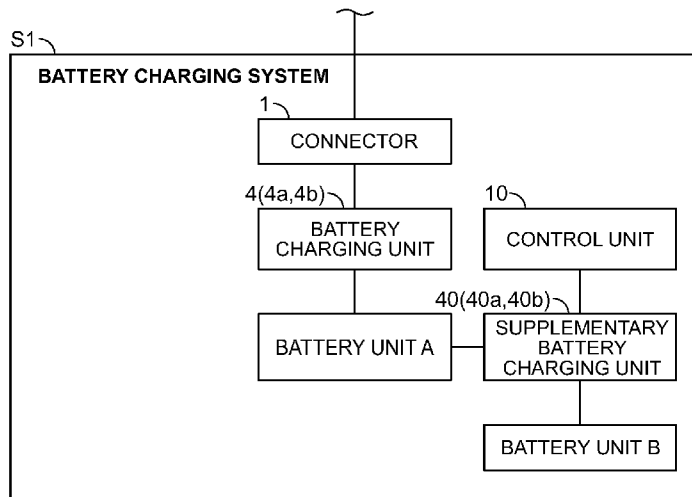 S1
BATTERY CHARGING SYSTEM
1
CONNECTOR
4(4a,4b)
BATTERY
CHARGING UNIT
10
CONTROL UNIT
40(40a,40b)
BATTERY UNIT A
SUPPLEMENTARY
BATTERY
CHARGING UNIT
BATTERY UNIT B